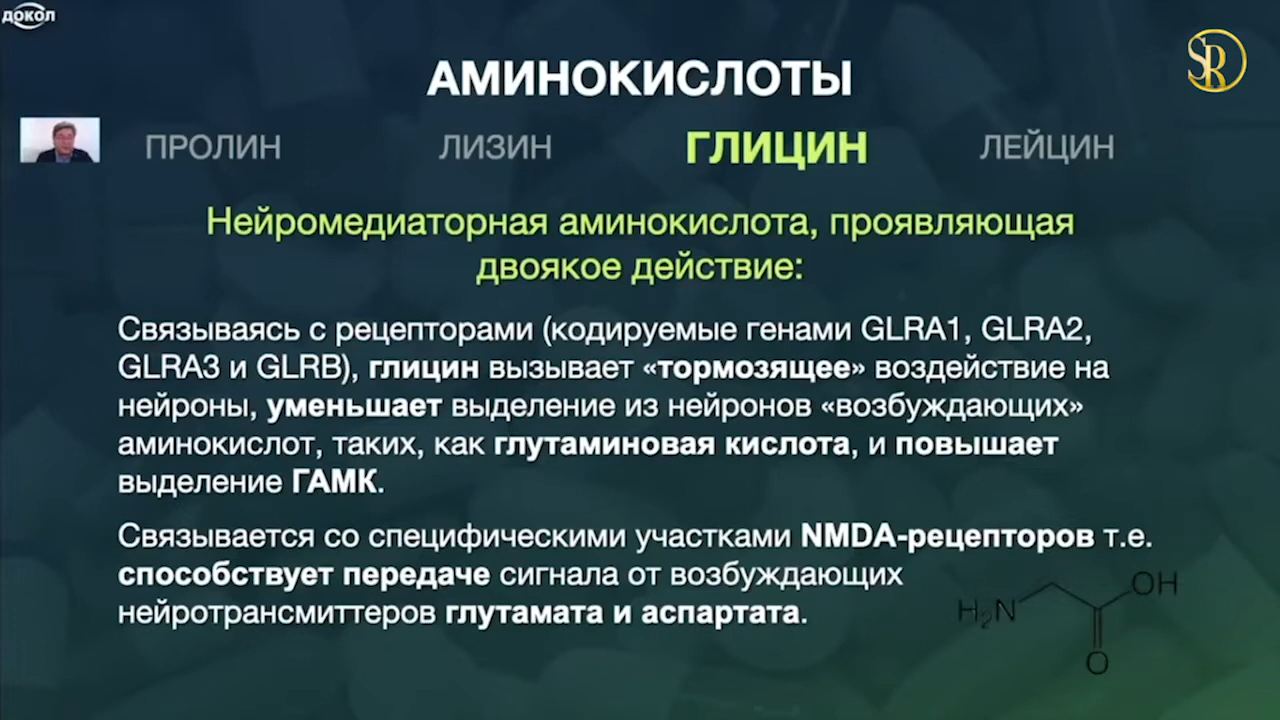 ДОКОЛ
SR
АМИНОКИСЛОТЫ
ПРОЛИН ЛИЗИН ГЛИЦИН ЛЕЙЦИН
Нейромедиаторная аминокислота, проявляющая
двоякое действие:
Связываясь с рецепторами (кодируемые генами GLRA1, GLRA2,
GLRA3 и GLRB), глицин вызывает «тормозящее» воздействие на
нейроны, уменьшает выделение из нейронов «возбуждающих»
аминокислот, таких, как глутаминовая кислота, и повышает
выделение ГАМК.
Связывается со специфическими участками NMDA-рецепторов т.е.
способствует передаче сигнала от возбуждающих
нейротрансмиттеров глутамата и аспартата.
H₂N OH
O